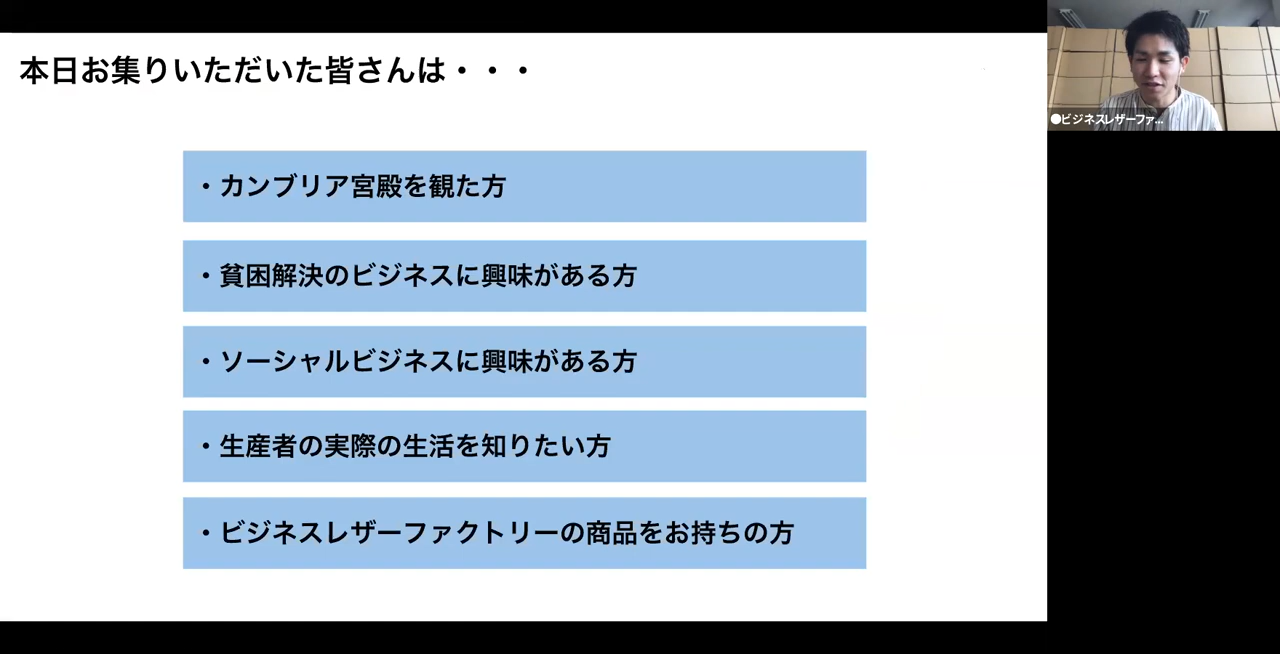 本日お集りいただいた皆さんは・・・
・カンブリア宮殿を観た方
・貧困解決のビジネスに興味がある方
・ソーシャルビジネスに興味がある方
・生産者の実際の生活を知りたい方
・ビジネスレザーファクトリーの商品をお持ちの方
●ビジネスレザーファ...